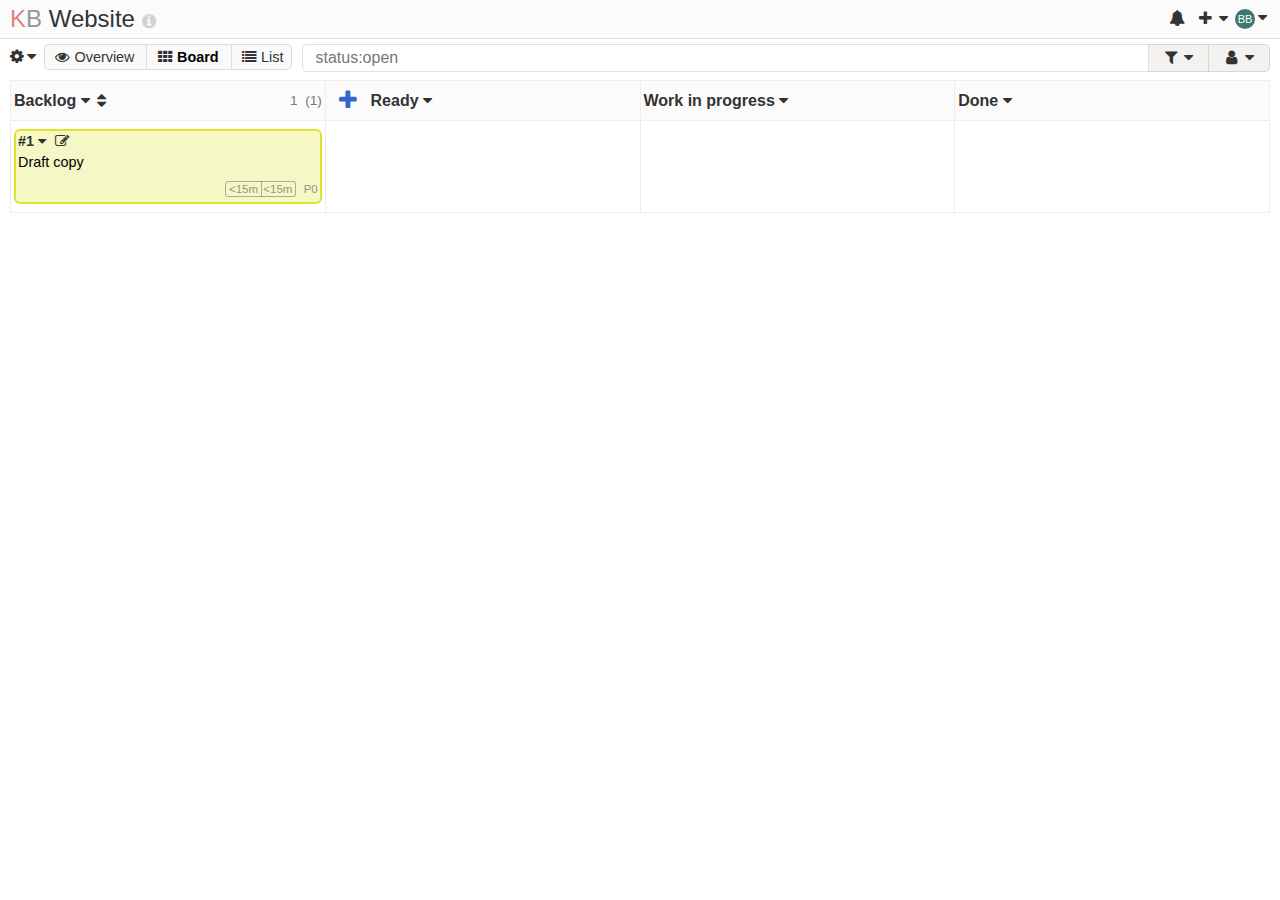 KB Website
BB
Overview Board List status:open
Backlog 1 (1) Ready Work in progress Done
#1
Draft copy
<15m <15m P0